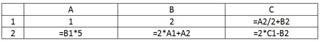 A B C
1 1 2 =A2/2+B2
2 =B1*5 =2*A1+A2 =2*C1-B2